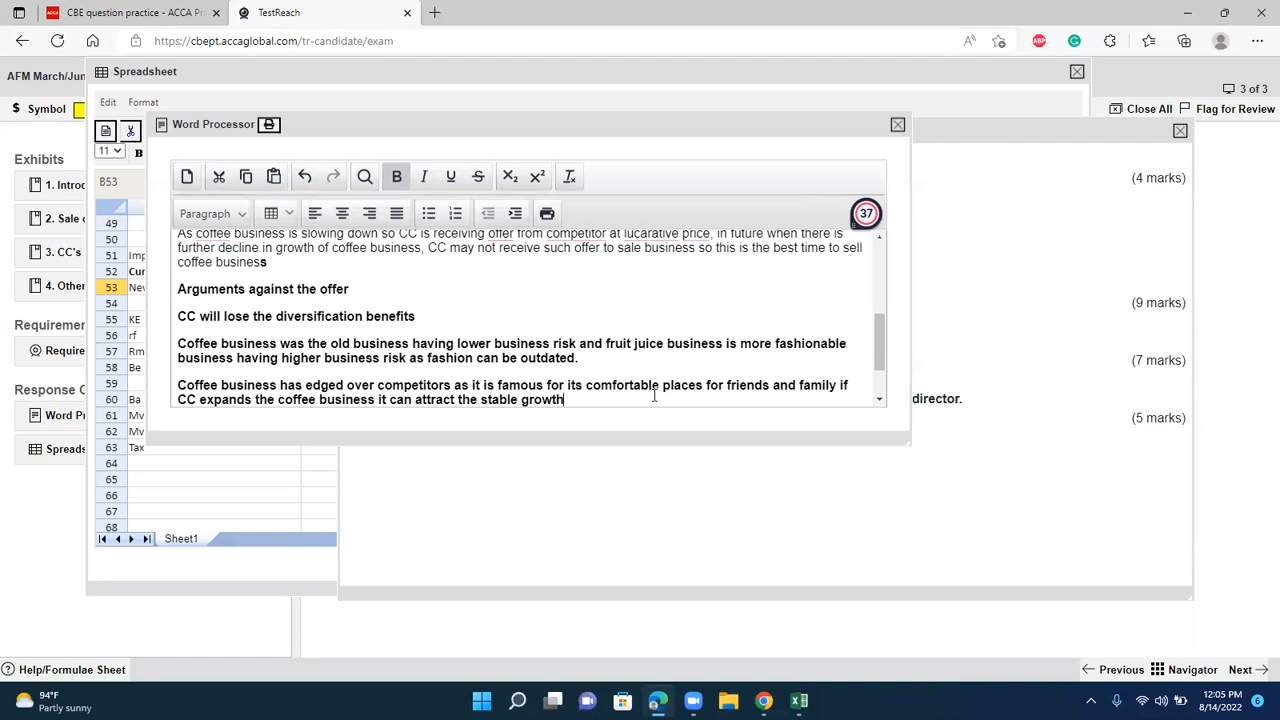 CBE question practice - ACCA Pr
TestReach
https://cbept.accaglobal.com/tr-candidate/exam
AFM March/Jun
Spreadsheet
3 of 3
Edit Format
$ Symbol
Close All Flag for Review
Word Processor
11 B
B53
Exhibits
1. Introc
2. Sale o
3. CC's
4. Other
Requiremer
Require
Response O
Word Pr
Spreads
Paragraph
37
As coffee business is slowing down so CC is receiving offer from competitor at lucarative price, in future when there is
further decline in growth of coffee business, CC may not receive such offer to sale business so this is the best time to sell
coffee business
Arguments against the offer
CC will lose the diversification benefits
Coffee business was the old business having lower business risk and fruit juice business is more fashionable
business having higher business risk as fashion can be outdated.
Coffee business has edged over competitors as it is famous for its comfortable places for friends and family if
CC expands the coffee business it can attract the stable growth
(4 marks)
(9 marks)
(7 marks)
director.
(5 marks)
49
50
51 Imp
52 Cur
53 Nev
54
55 KE
56 rf
57 Rm
58 Be
59
60 Ba
61 Mv
62 Mv
63 Tax
64
65
66
67
68
Sheet1
Help/Formulae Sheet
Previous Navigator Next
94°F
Partly sunny
12:05 PM
8/14/2022
6